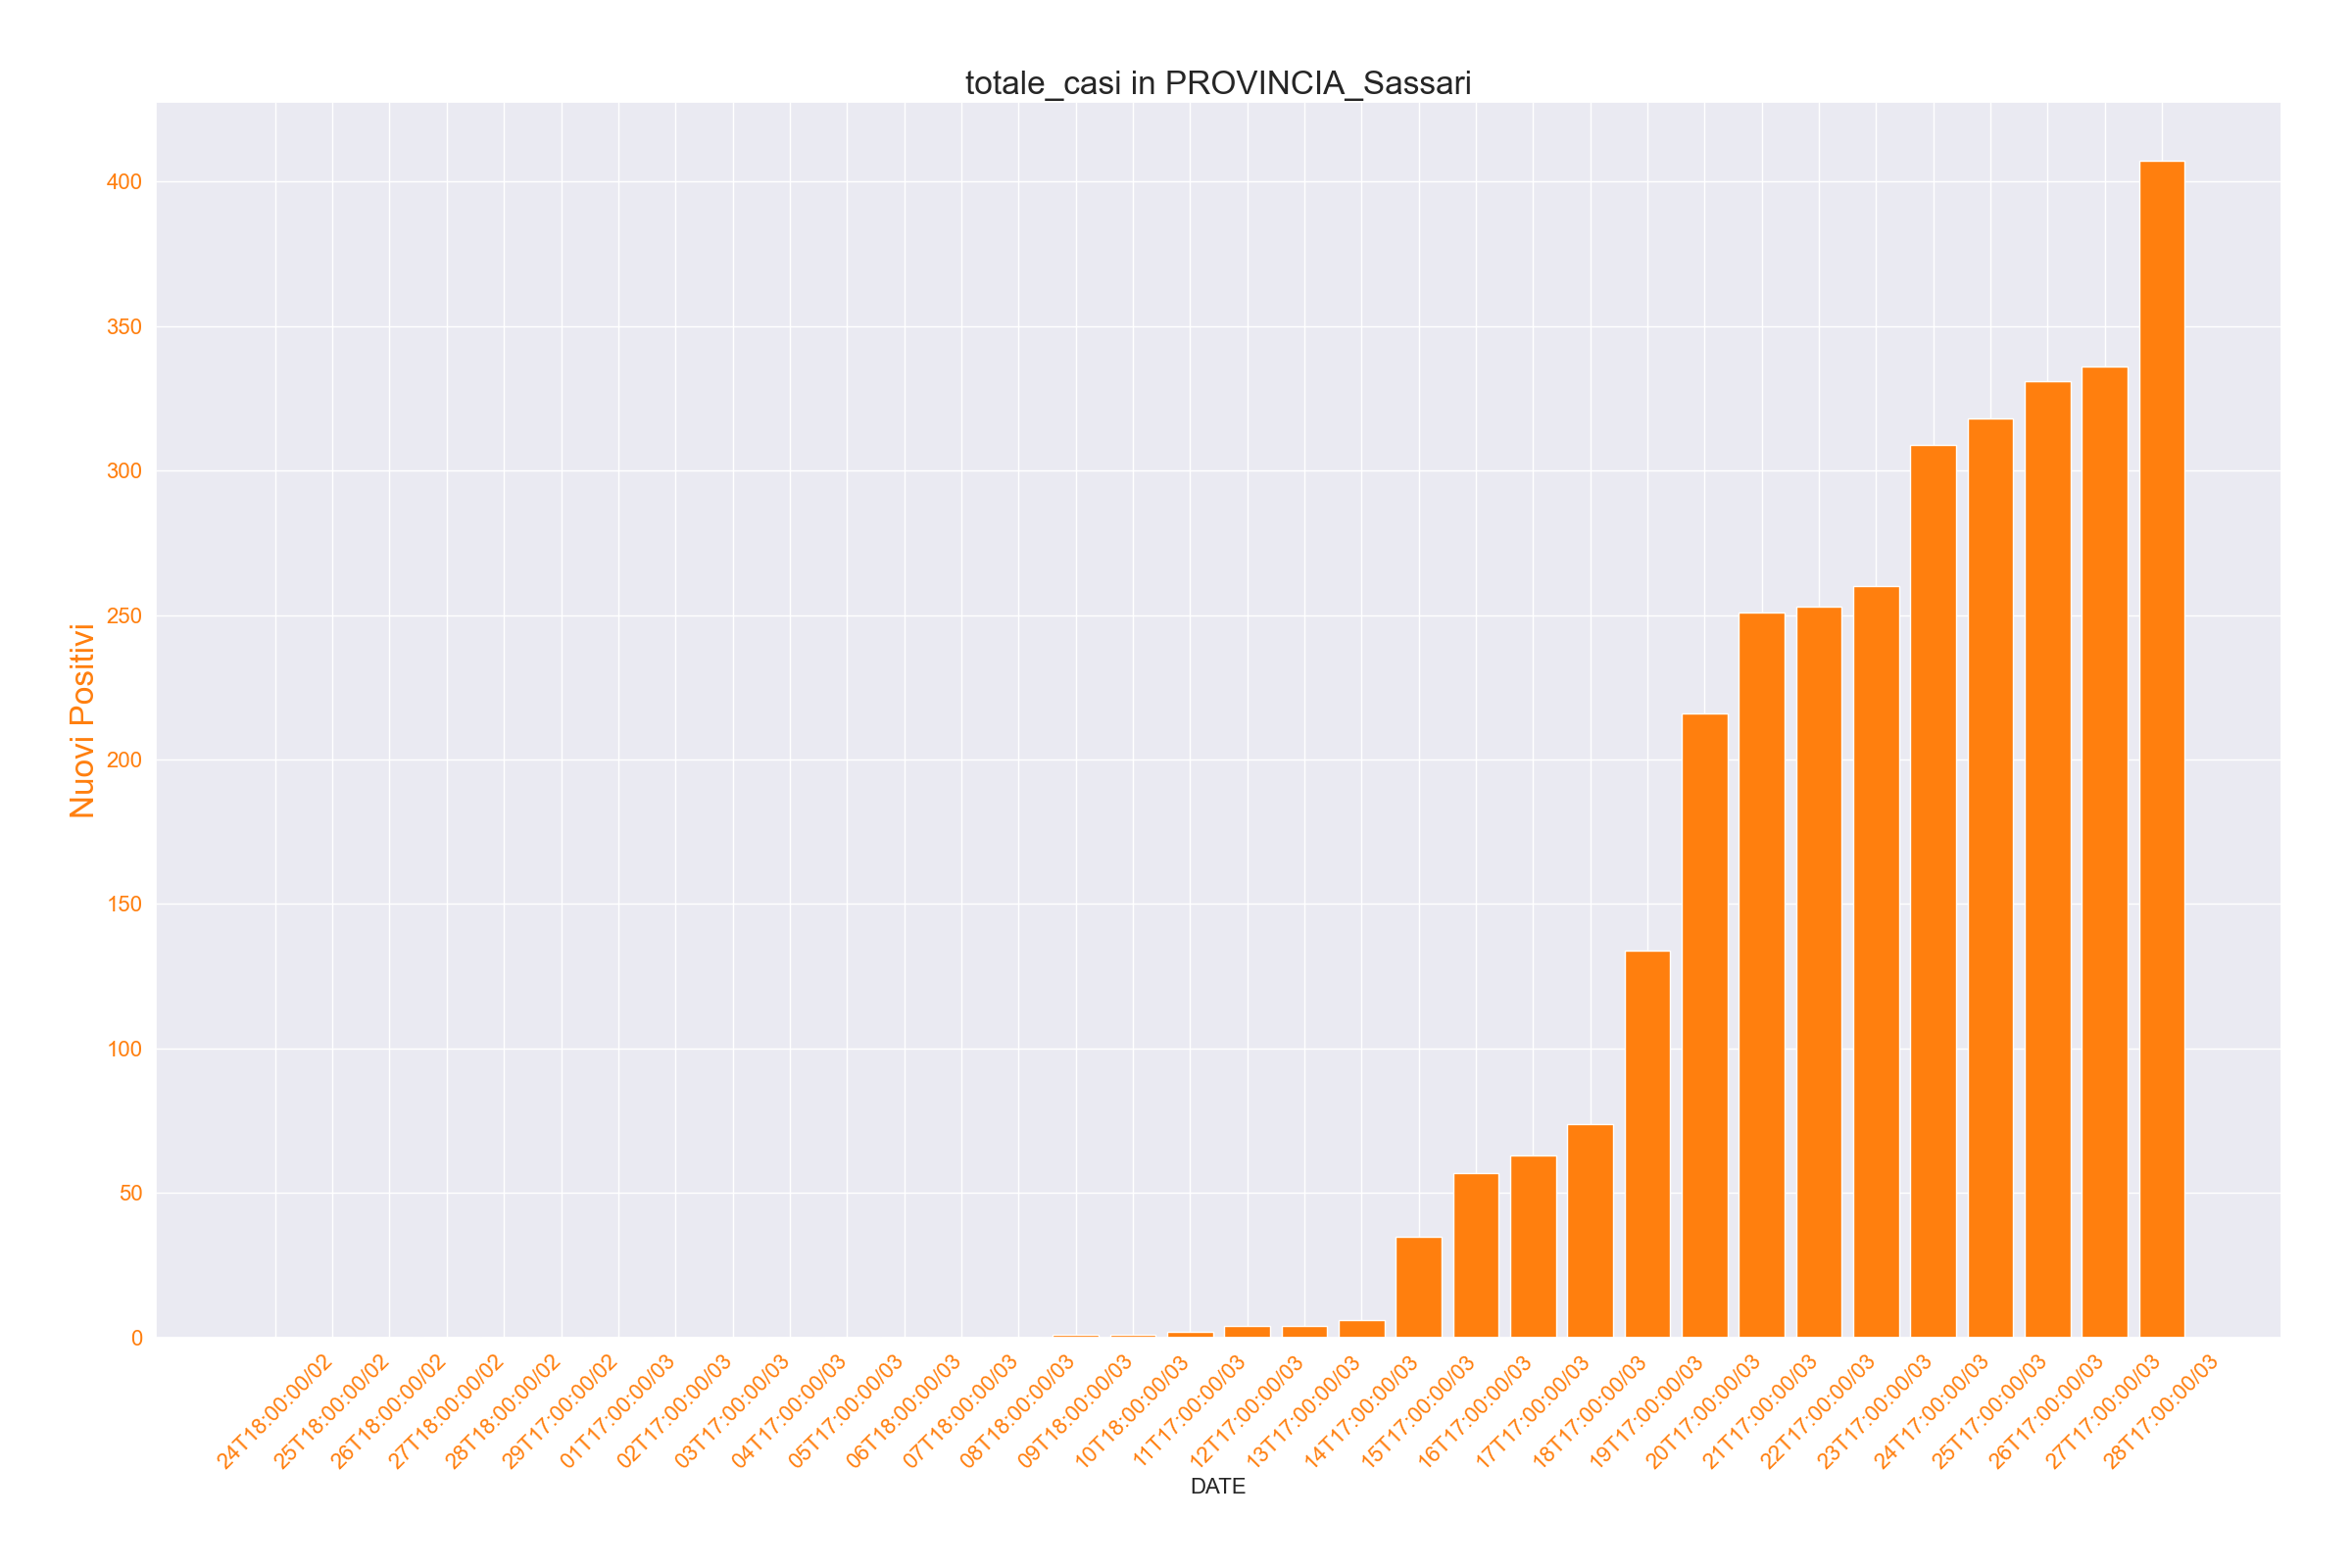 totale_casi in PROVINCIA_Sassari
Nuovi Positivi
400
350
300
250
200
150
100
50
0
24T18:00:00/02
25T18:00:00/02
26T18:00:00/02
27T18:00:00/02
28T18:00:00/02
29T17:00:00/02
01T17:00:00/03
02T17:00:00/03
03T17:00:00/03
04T17:00:00/03
05T17:00:00/03
06T18:00:00/03
07T18:00:00/03
08T18:00:00/03
09T18:00:00/03
10T18:00:00/03
11T17:00:00/03
12T17:00:00/03
13T17:00:00/03
14T17:00:00/03
15T17:00:00/03
16T17:00:00/03
17T17:00:00/03
18T17:00:00/03
19T17:00:00/03
20T17:00:00/03
21T17:00:00/03
22T17:00:00/03
23T17:00:00/03
24T17:00:00/03
25T17:00:00/03
26T17:00:00/03
27T17:00:00/03
28T17:00:00/03
DATE